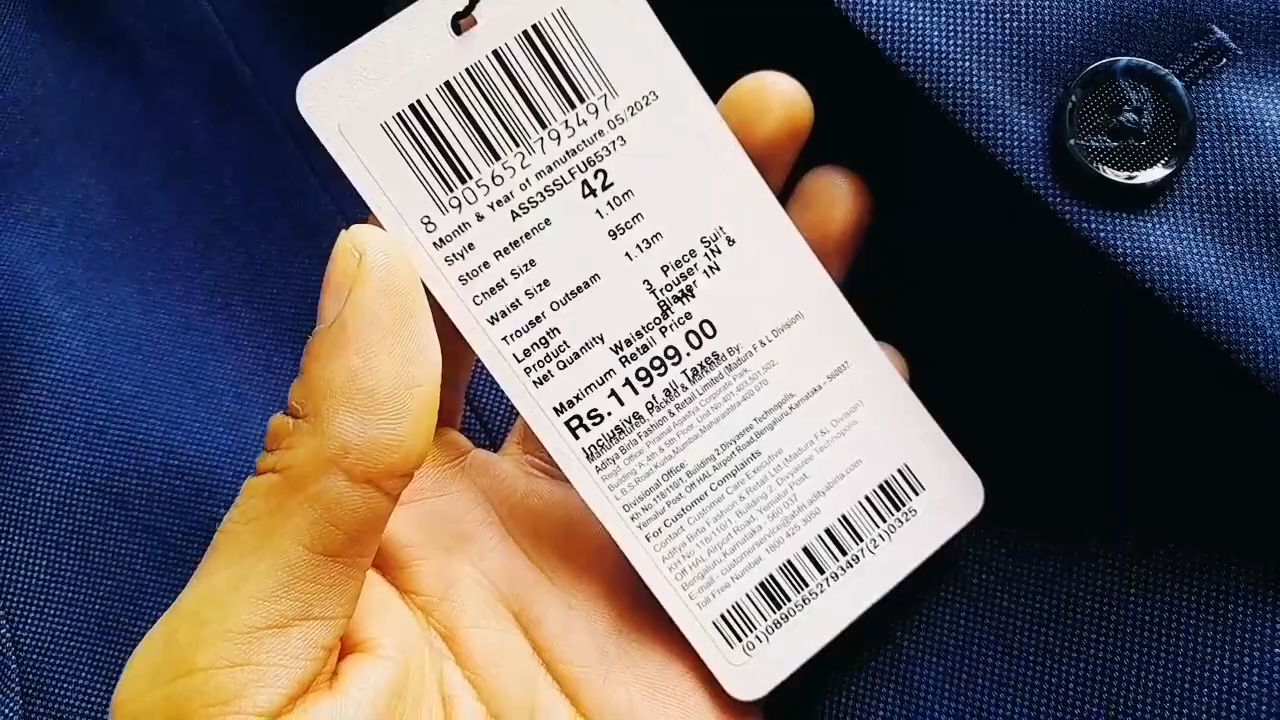 8 905652 793497
Month & Year of manufacture.05/2023
Style ASS3SSLFU65373
Store Reference 42
Chest Size 1.10m
Waist Size 95cm
Trouser Outseam 1.13m
Length
Product 3 Piece Suit
Net Quantity Trouser 1N &
Blazer 1N
Waistcoat 1N
Maximum Retail Price
Rs.11999.00
Inclusive of all Taxes
Manufactured, Packed & Marketed By:
Aditya Birla Fashion & Retail Limited (Madura F & L Division)
Regd. Office: Piramal Agastya Corporate Park,
Building 'A', 4th & 5th Floor, Unit No.401,403,501,502,
L.B.S.Road,Kurla,Mumbai,Maharashtra-400 070.
Divisional Office:
Kh No.118/110/1, Building 2,Divyasree Technopolis,
Yemalur Post, Off HAL Airport Road,Bengaluru,Karnataka - 560037.
For Customer Complaints
Contact : Customer Care Executive
Aditya Birla Fashion & Retail Ltd.(Madura F&L Division)
KH No 118/110/1 Building 2, Divyasree Technopolis,
Off HAL Airport Road, Yemalur Post,
Bengaluru,Karnataka - 560 037
E-mail - customerservice@abfrl.adityabirla.com
Toll Free Number. 1800 425 3050
(01)08905652793497(21)0325